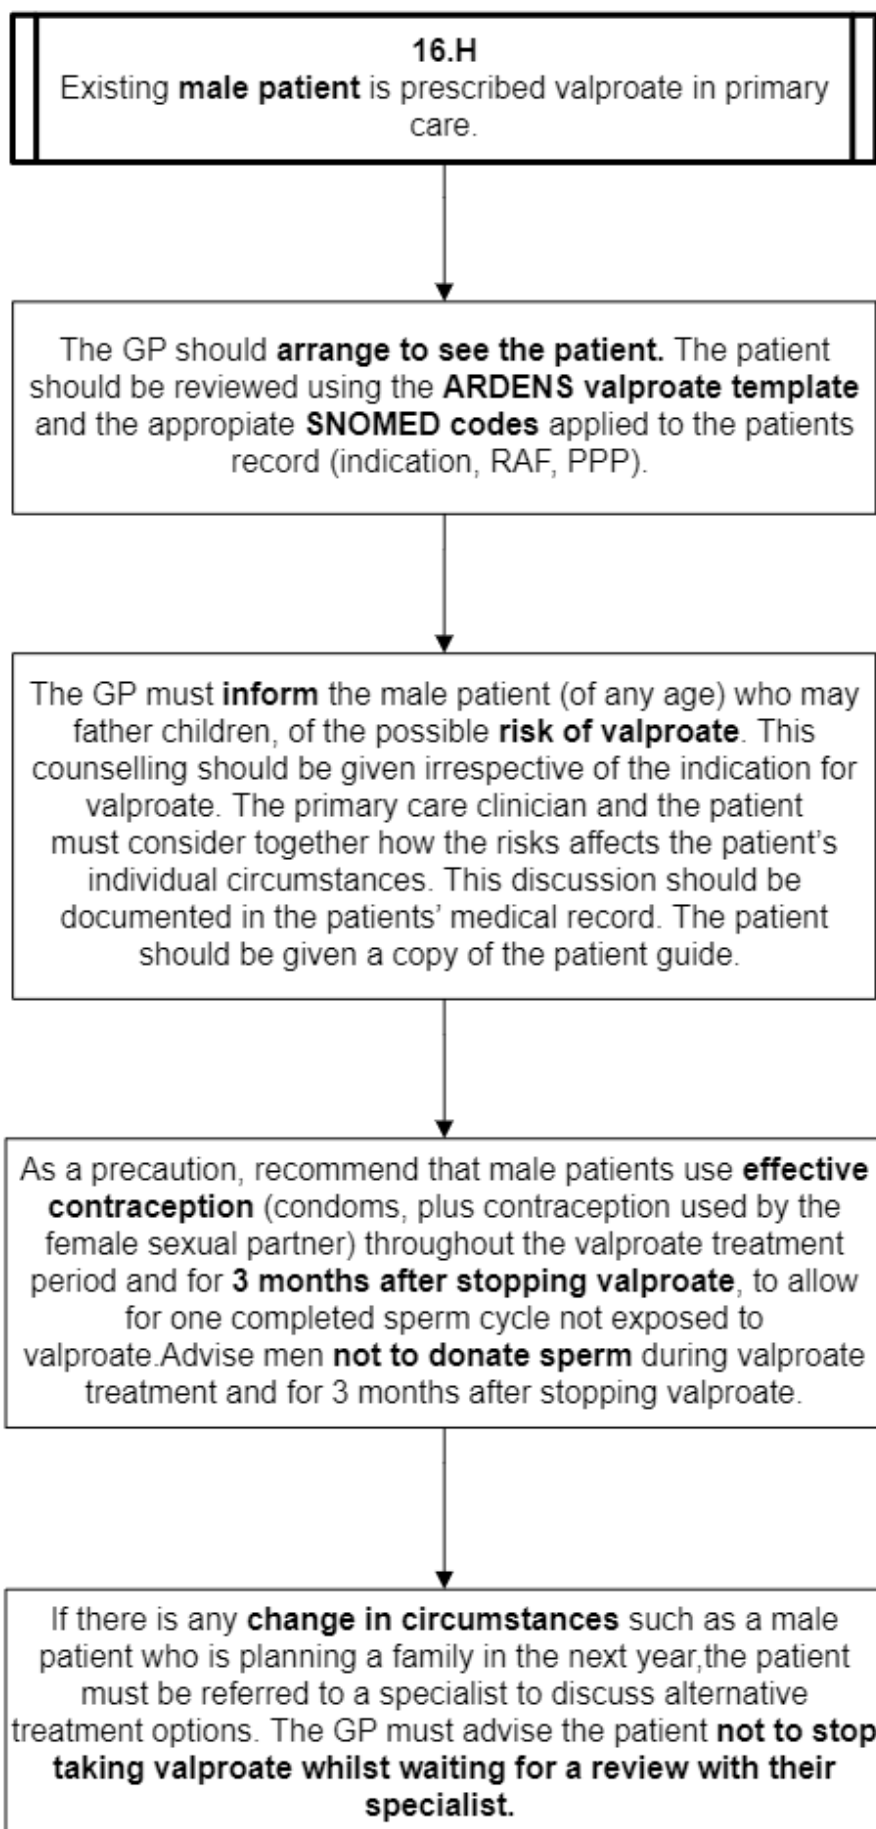 16.H
Existing male patient is prescribed valproate in primary
care.
The GP should arrange to see the patient. The patient
should be reviewed using the ARDENS valproate template
and the appropiate SNOMED codes applied to the patients
record (indication, RAF, PPP).
The GP must inform the male patient (of any age) who may
father children, of the possible risk of valproate. This
counselling should be given irrespective of the indication for
valproate. The primary care clinician and the patient
must consider together how the risks affects the patient’s
individual circumstances. This discussion should be
documented in the patients’ medical record. The patient
should be given a copy of the patient guide.
As a precaution, recommend that male patients use effective
contraception (condoms, plus contraception used by the
female sexual partner) throughout the valproate treatment
period and for 3 months after stopping valproate, to allow
for one completed sperm cycle not exposed to
valproate.Advise men not to donate sperm during valproate
treatment and for 3 months after stopping valproate.
If there is any change in circumstances such as a male
patient who is planning a family in the next year,the patient
must be referred to a specialist to discuss alternative
treatment options. The GP must advise the patient not to stop
taking valproate whilst waiting for a review with their
specialist.